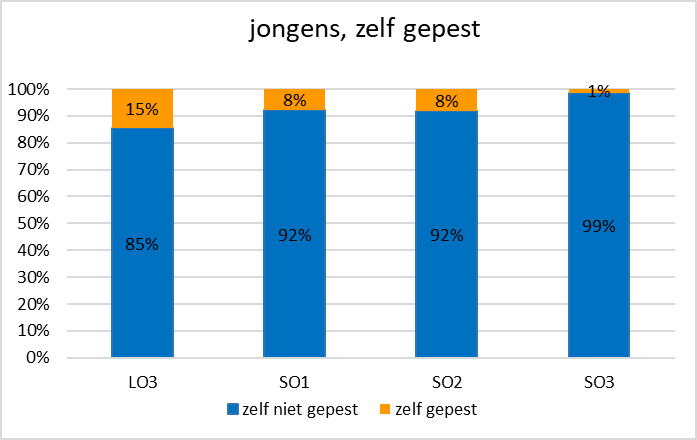 jongens, zelf gepest
100%
90%
80%
70%
60%
50%
40%
30%
20%
10%
0%
15% 8% 8% 1%
85% 92% 92% 99%
LO3 SO1 SO2 SO3
zelf niet gepest zelf gepest